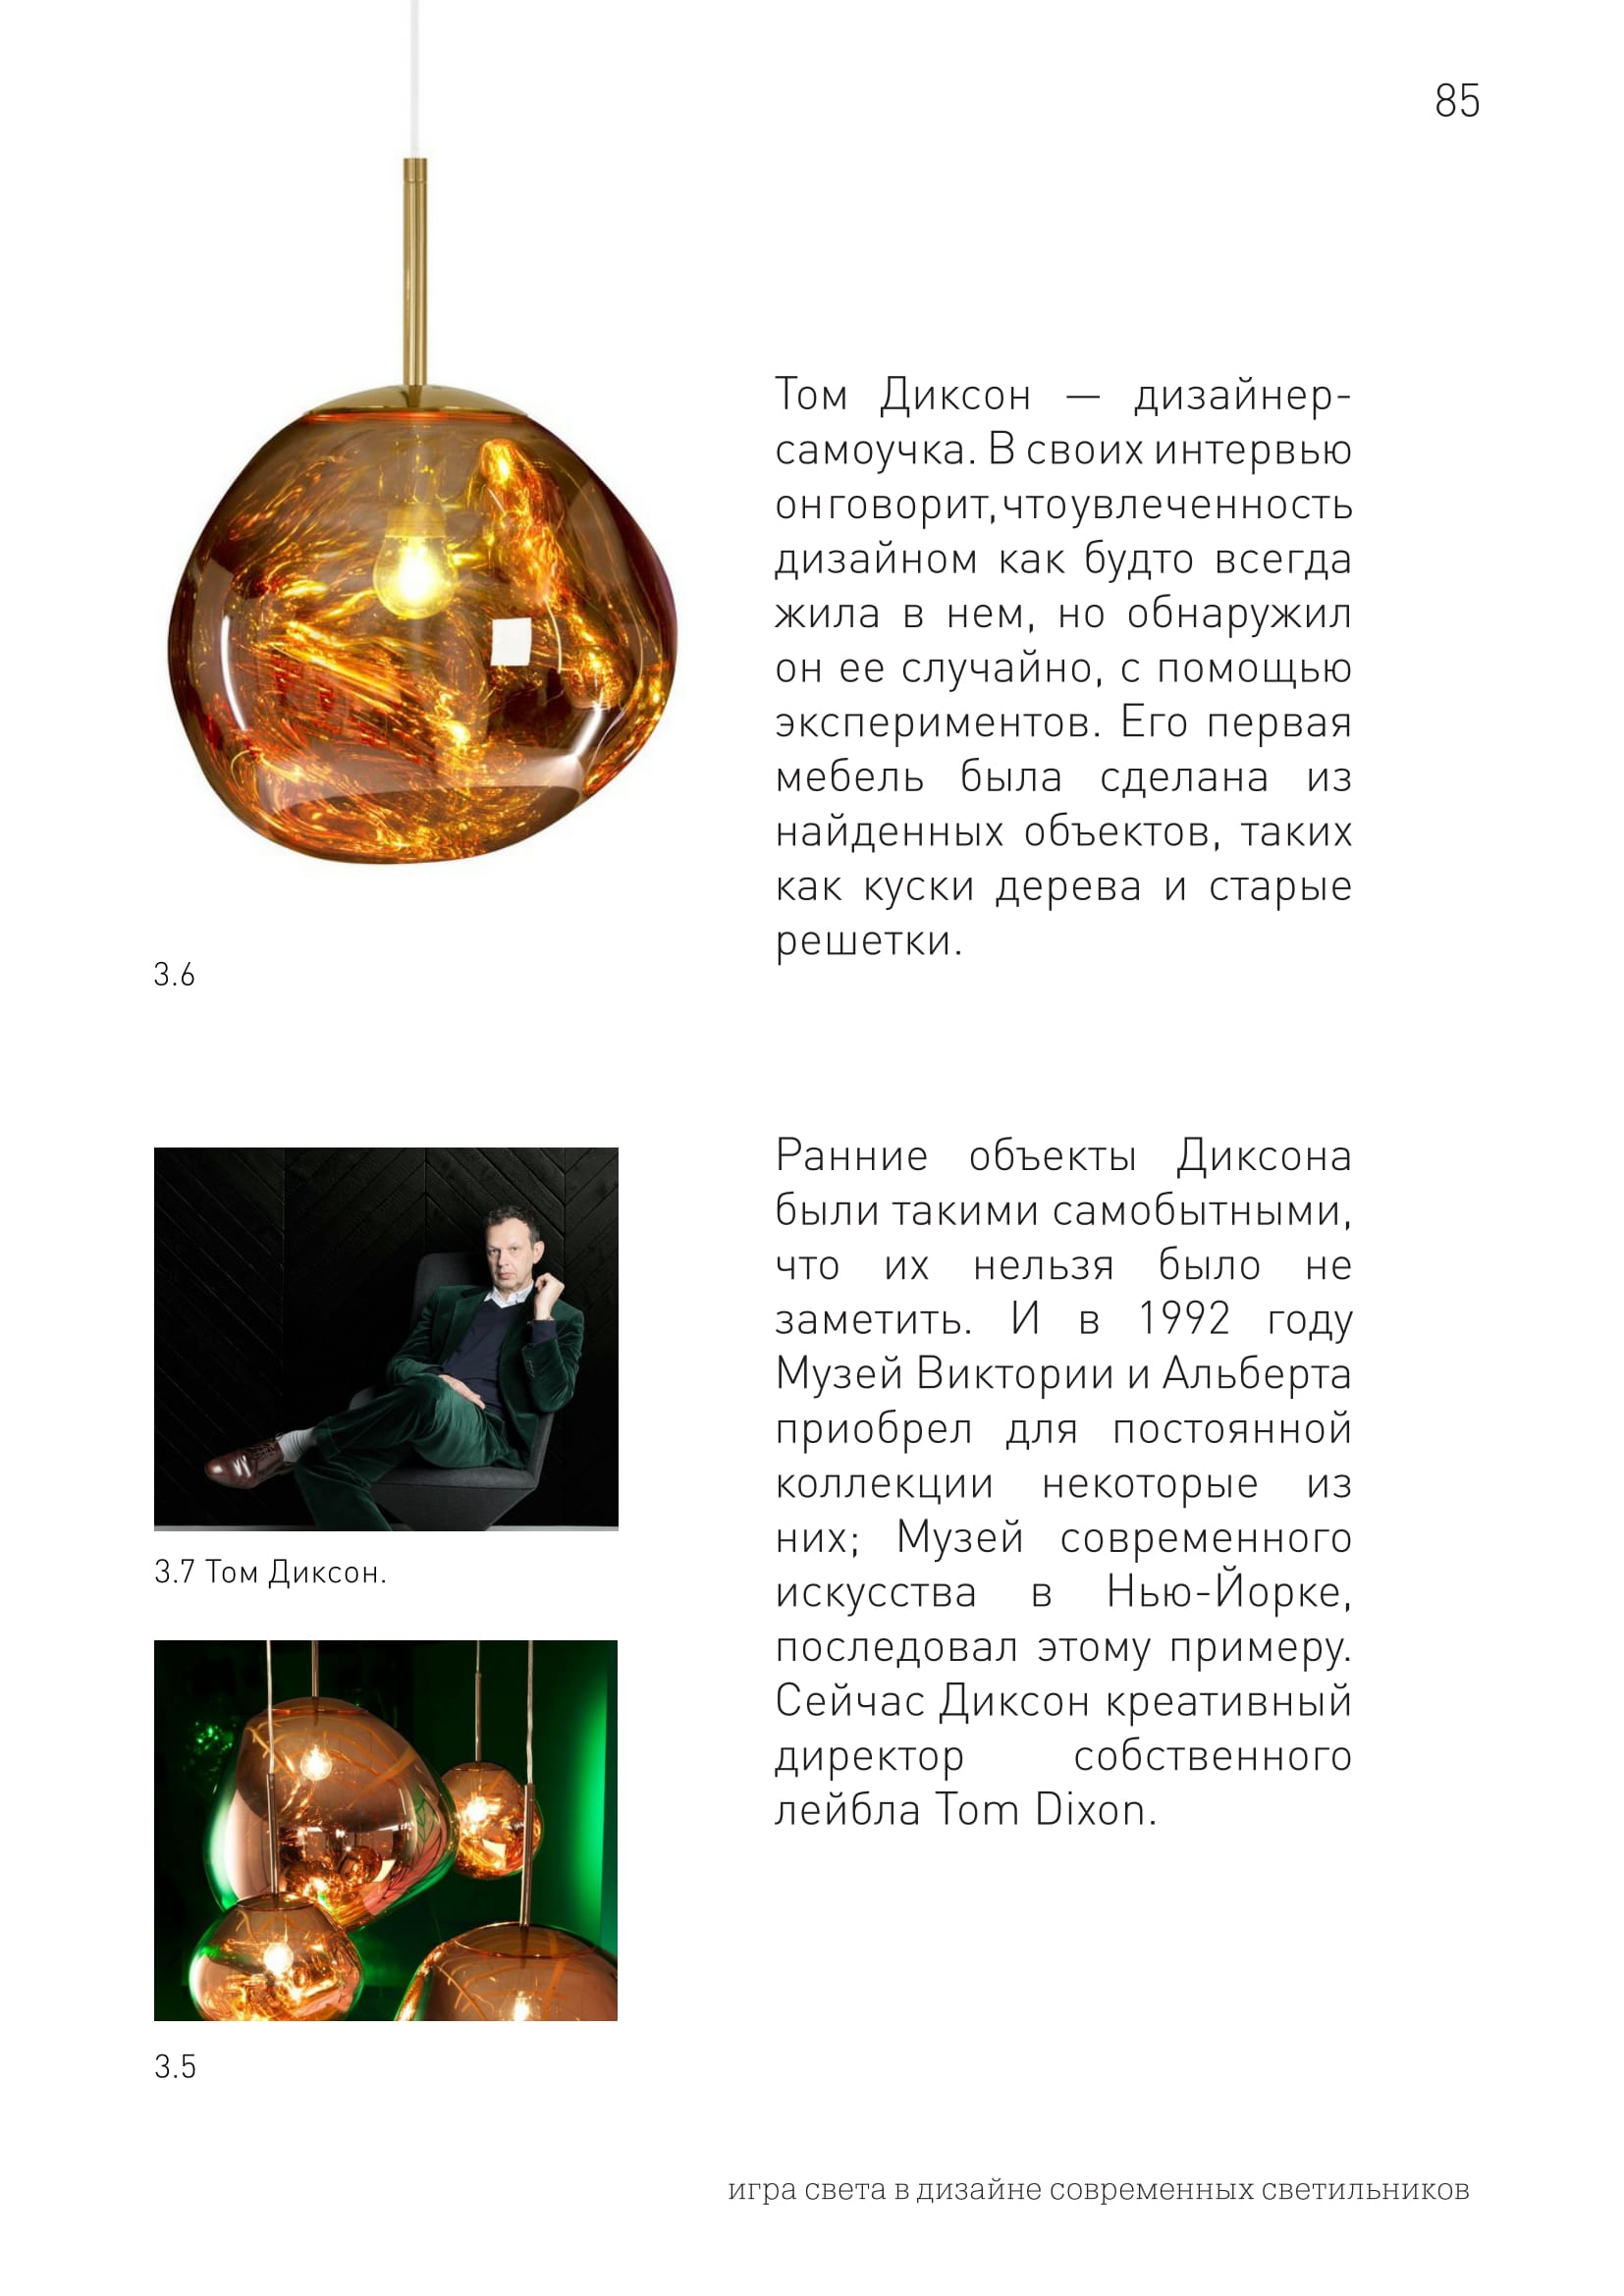 85
Том Диксон — дизайнер-
самоучка. В своих интервью
он говорит, что увлеченность
дизайном как будто всегда
жила в нем, но обнаружил
он ее случайно, с помощью
экспериментов. Его первая
мебель была сделана из
найденных объектов, таких
как куски дерева и старые
решетки.
3.6
Ранние объекты Диксона
были такими самобытными,
что их нельзя было не
заметить. И в 1992 году
Музей Виктории и Альберта
приобрел для постоянной
коллекции некоторые из
них; Музей современного
искусства в Нью-Йорке,
последовал этому примеру.
Сейчас Диксон креативный
директор собственного
лейбла Tom Dixon.
3.7 Том Диксон.
3.5
игра света в дизайне современных светильников